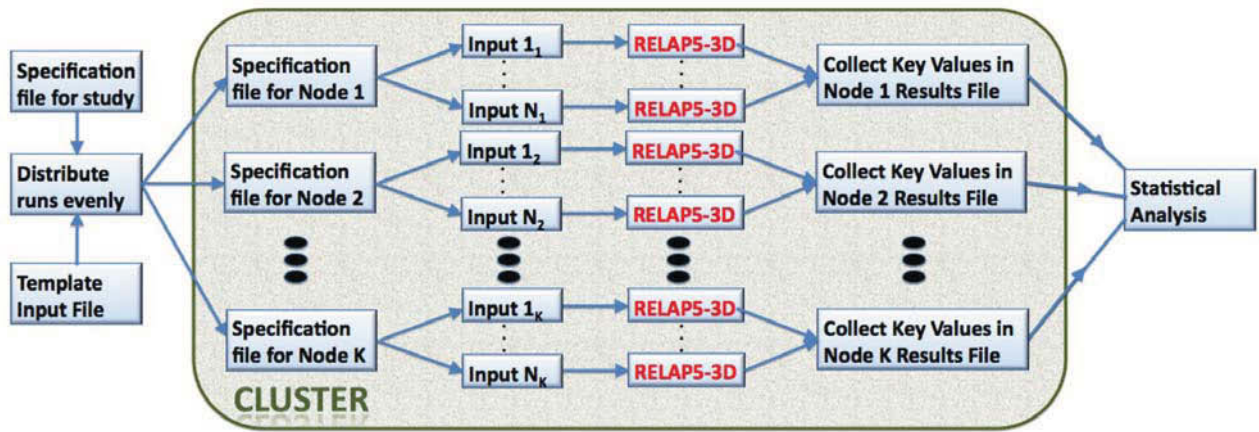 Specification
file for study
Distribute
runs evenly
Template
Input File
Specification
file for Node 1
Input 1₁
RELAP5-3D
Input N₁
RELAP5-3D
Collect Key Values in
Node 1 Results File
Specification
file for Node 2
Input 1₂
RELAP5-3D
Input N₂
RELAP5-3D
Collect Key Values in
Node 2 Results File
Specification
file for Node K
Input 1ₖ
RELAP5-3D
Input Nₖ
RELAP5-3D
Collect Key Values in
Node K Results File
Statistical
Analysis
CLUSTER